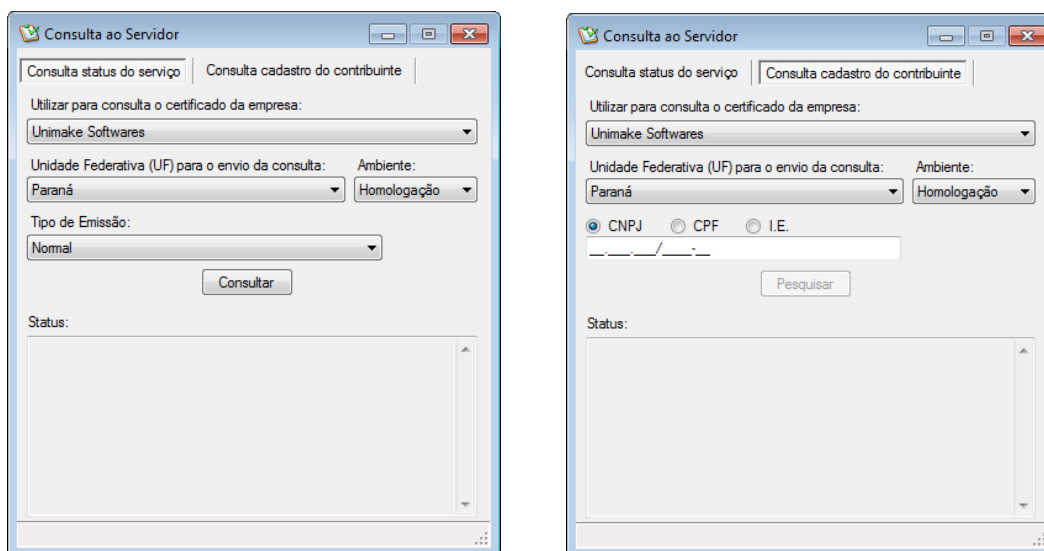 Consulta ao Servidor
Consulta status do serviço Consulta cadastro do contribuinte
Utilizar para consulta o certificado da empresa:
Unimake Softwares
Unidade Federativa (UF) para o envio da consulta: Ambiente:
Paraná Homologação
Tipo de Emissão:
Normal
Consultar
Status:
Consulta ao Servidor
Consulta status do serviço Consulta cadastro do contribuinte
Utilizar para consulta o certificado da empresa:
Unimake Softwares
Unidade Federativa (UF) para o envio da consulta: Ambiente:
Paraná Homologação
CNPJ CPF I.E.
__.___.___/____-__
Pesquisar
Status: